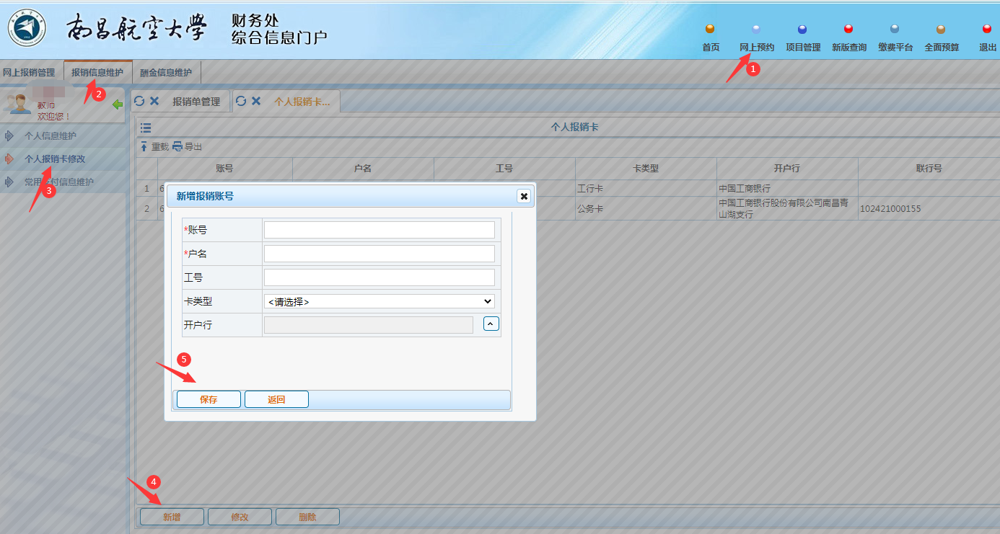 南昌航空大学
财务处
综合信息门户
首页 网上预约 项目管理 新版查询 缴费平台 全面预算 退出
1
网上报销管理 报销信息维护 酬金信息维护
2
教师
欢迎您！
报销单管理 个人报销卡...
个人信息维护
个人报销卡修改
常用支付信息维护
3
个人报销卡
重载 导出
账号 户名 工号 卡类型 开户行 联行号
1 6 工行卡 中国工商银行
2 6 公务卡 中国工商银行股份有限公司南昌青 102421000155
山湖支行
新增报销账号
*账号
*户名
工号
卡类型 <请选择>
开户行
5
保存 返回
4
新增 修改 删除